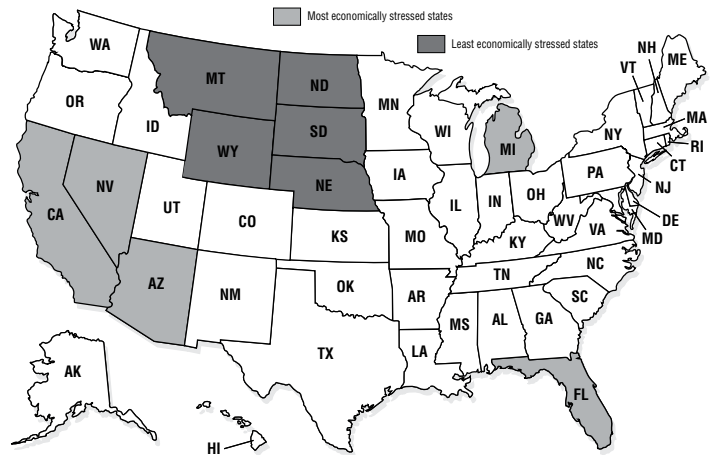 Most economically stressed states
Least economically stressed states
WA
MT
ND
MN
NH
VT
ME
OR
ID
WY
SD
WI
MI
NY
MA
RI
CT
NV
CA
UT
CO
NE
IA
IL
IN
OH
PA
NJ
DE
MD
WV
VA
KS
MO
KY
NC
TN
AZ
NM
OK
AR
SC
MS
AL
GA
TX
LA
AK
FL
HI